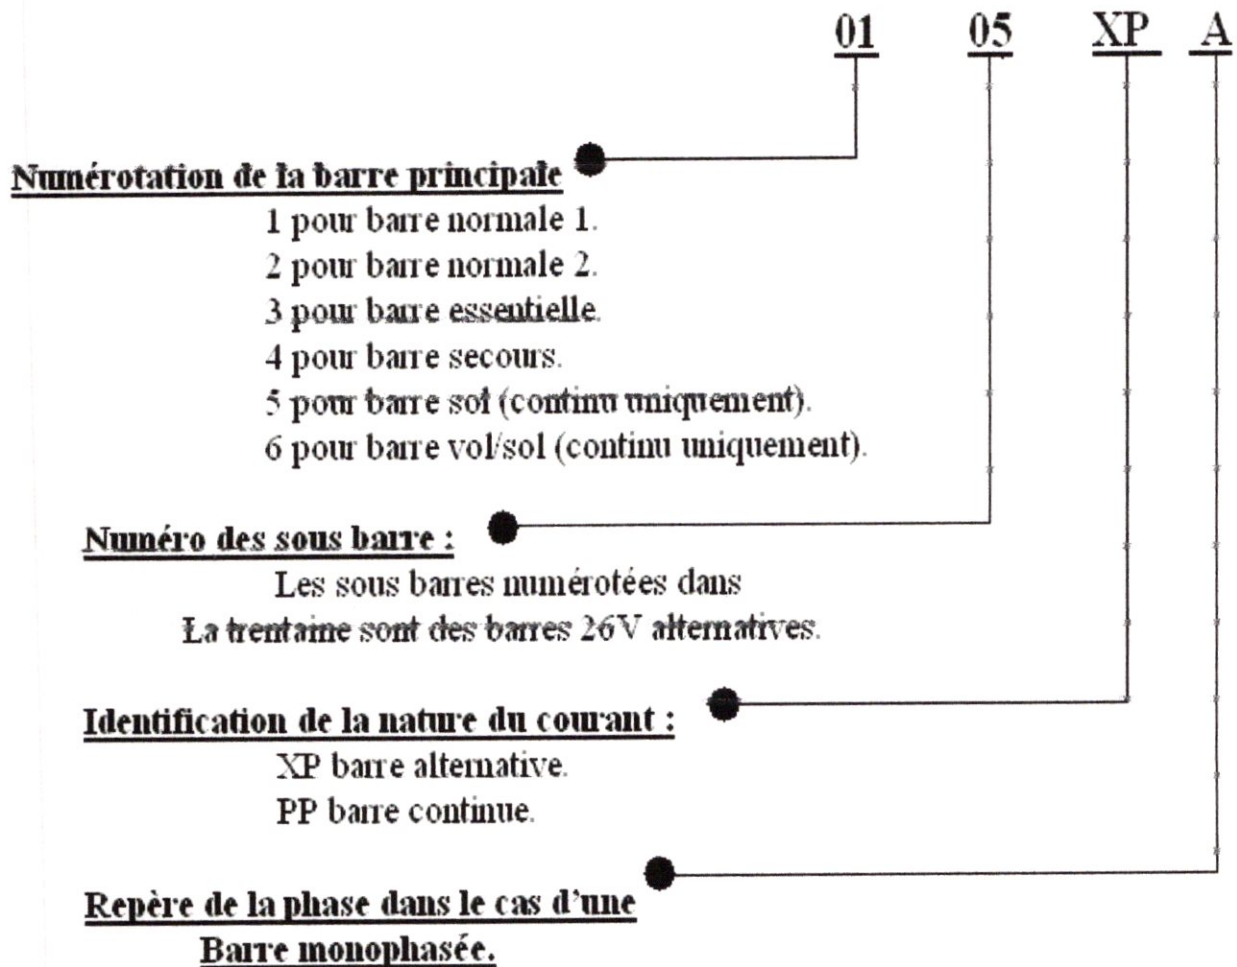 01 05 XP A
Numérotation de la barre principale
1 pour barre normale 1.
2 pour barre normale 2.
3 pour barre essentielle.
4 pour barre secours.
5 pour barre sol (continu uniquement).
6 pour barre vol/sol (continu uniquement).
Numéro des sous barre :
Les sous barres numérotées dans
La trentaine sont des barres 26V alternatives.
Identification de la nature du courant :
XP barre alternative.
PP barre continue.
Repère de la phase dans le cas d'une
Barre monophasée.